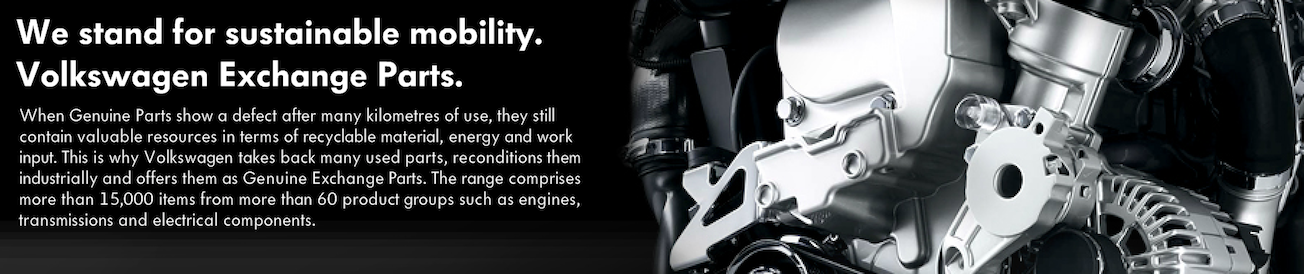 We stand for sustainable mobility.
Volkswagen Exchange Parts.
When Genuine Parts show a defect after many kilometres of use, they still
contain valuable resources in terms of recyclable material, energy and work
input. This is why Volkswagen takes back many used parts, reconditions them
industrially and offers them as Genuine Exchange Parts. The range comprises
more than 15,000 items from more than 60 product groups such as engines,
transmissions and electrical components.